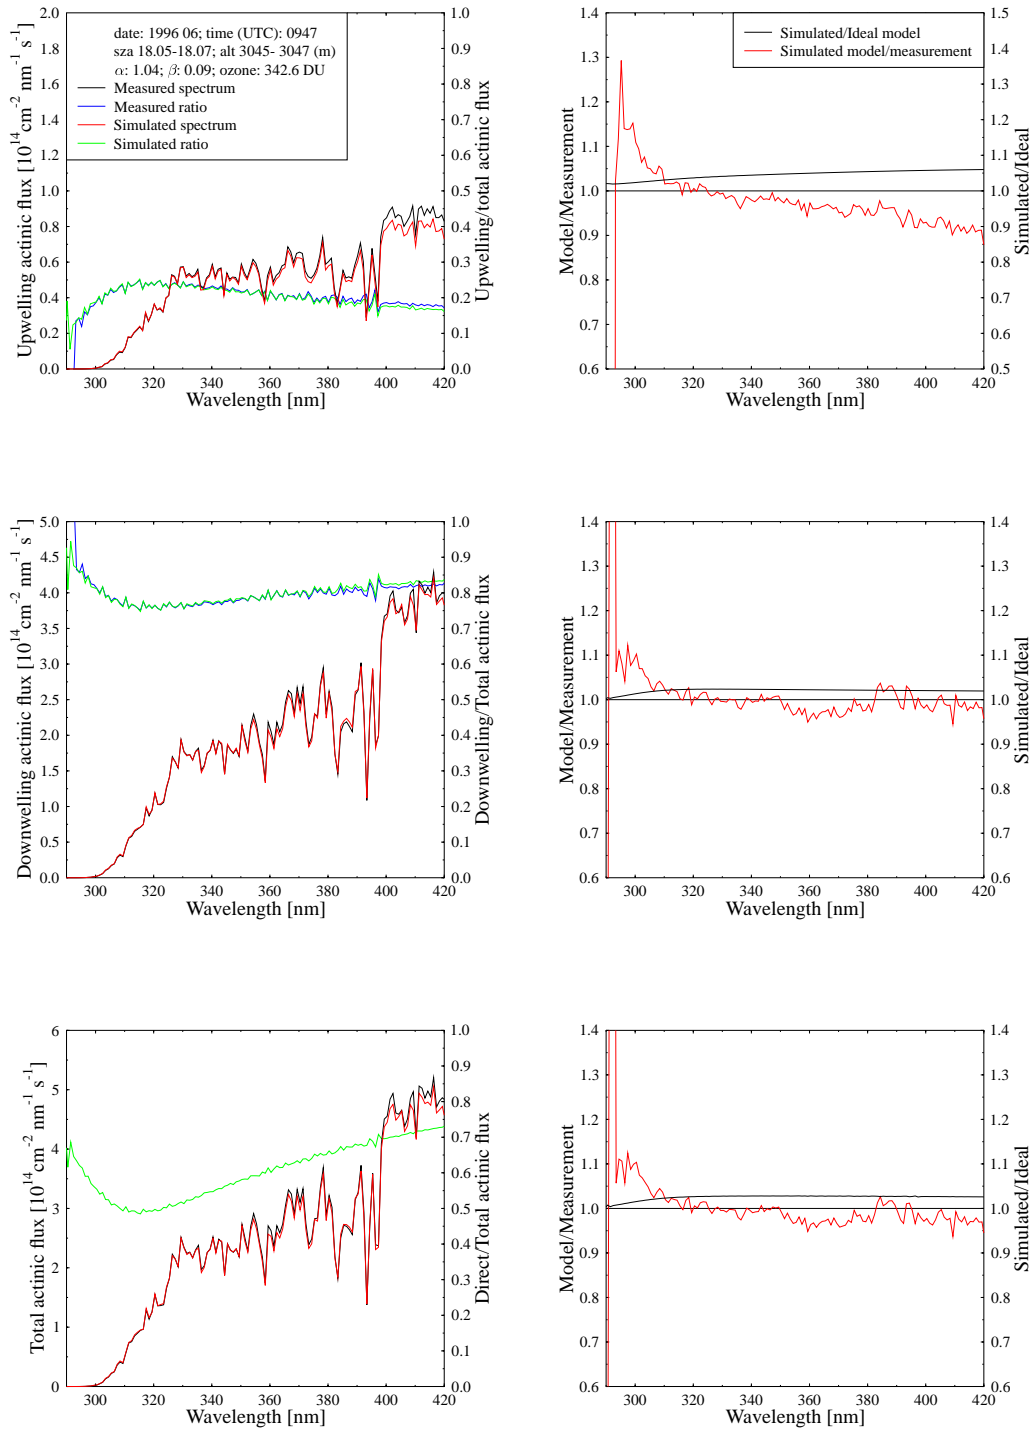 date: 1996 06; time (UTC): 0947
sza 18.05-18.07; alt 3045- 3047 (m)
α: 1.04; β: 0.09; ozone: 342.6 DU
Measured spectrum
Measured ratio
Simulated spectrum
Simulated ratio
Upwelling actinic flux [10^14 cm^-2 nm^-1 s^-1]
0.0 0.2 0.4 0.6 0.8 1.0 1.2 1.4 1.6 1.8 2.0
Upwelling/total actinic flux
0.0 0.1 0.2 0.3 0.4 0.5 0.6 0.7 0.8 0.9 1.0
300 320 340 360 380 400 420
Wavelength [nm]
Simulated/Ideal model
Simulated model/measurement
Model/Measurement
0.6 0.7 0.8 0.9 1.0 1.1 1.2 1.3 1.4
Simulated/Ideal
0.5 0.6 0.7 0.8 0.9 1.0 1.1 1.2 1.3 1.4 1.5
300 320 340 360 380 400 420
Wavelength [nm]
Downwelling actinic flux [10^14 cm^-2 nm^-1 s^-1]
0.0 0.5 1.0 1.5 2.0 2.5 3.0 3.5 4.0 4.5 5.0
Downwelling/Total actinic flux
0.0 0.1 0.2 0.3 0.4 0.5 0.6 0.7 0.8 0.9 1.0
300 320 340 360 380 400 420
Wavelength [nm]
Model/Measurement
0.6 0.7 0.8 0.9 1.0 1.1 1.2 1.3 1.4
Simulated/Ideal
0.6 0.7 0.8 0.9 1.0 1.1 1.2 1.3 1.4
300 320 340 360 380 400 420
Wavelength [nm]
Total actinic flux [10^14 cm^-2 nm^-1 s^-1]
0 1 2 3 4 5 6
Direct/Total actinic flux
0.0 0.1 0.2 0.3 0.4 0.5 0.6 0.7 0.8 0.9 1.0
300 320 340 360 380 400 420
Wavelength [nm]
Model/Measurement
0.6 0.7 0.8 0.9 1.0 1.1 1.2 1.3 1.4
Simulated/Ideal
0.6 0.7 0.8 0.9 1.0 1.1 1.2 1.3 1.4
300 320 340 360 380 400 420
Wavelength [nm]